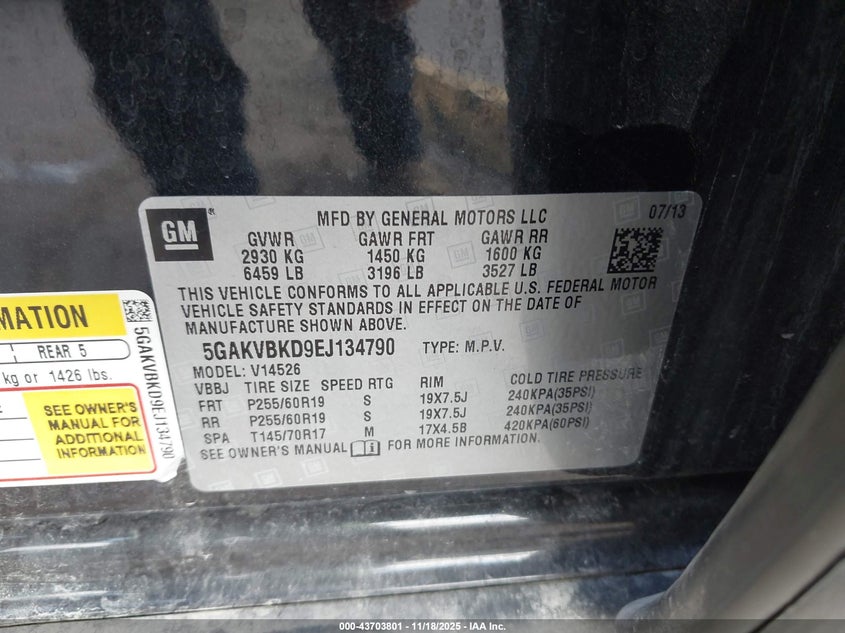 GM
MFD BY GENERAL MOTORS LLC
07/13
GVWR GAWR FRT GAWR RR
2930 KG 1450 KG 1600 KG
6459 LB 3196 LB 3527 LB
THIS VEHICLE CONFORMS TO ALL APPLICABLE U.S. FEDERAL MOTOR
VEHICLE SAFETY STANDARDS IN EFFECT ON THE DATE OF
MANUFACTURE SHOWN ABOVE.
5GAKVBKD9EJ134790 TYPE: M.P.V.
MODEL: V14526
VBBJ TIRE SIZE SPEED RTG RIM COLD TIRE PRESSURE
FRT P255/60R19 S 19X7.5J 240KPA(35PSI)
RR P255/60R19 S 19X7.5J 240KPA(35PSI)
SPA T145/70R17 M 17X4.5B 420KPA(60PSI)
SEE OWNER'S MANUAL FOR MORE INFORMATION.
MATION
REAR 5
kg or 1426 lbs.
SEE OWNER'S
MANUAL FOR
ADDITIONAL
INFORMATION
5GAKVBKD9EJ134790
000-43703801 - 11/18/2025 - IAA Inc.